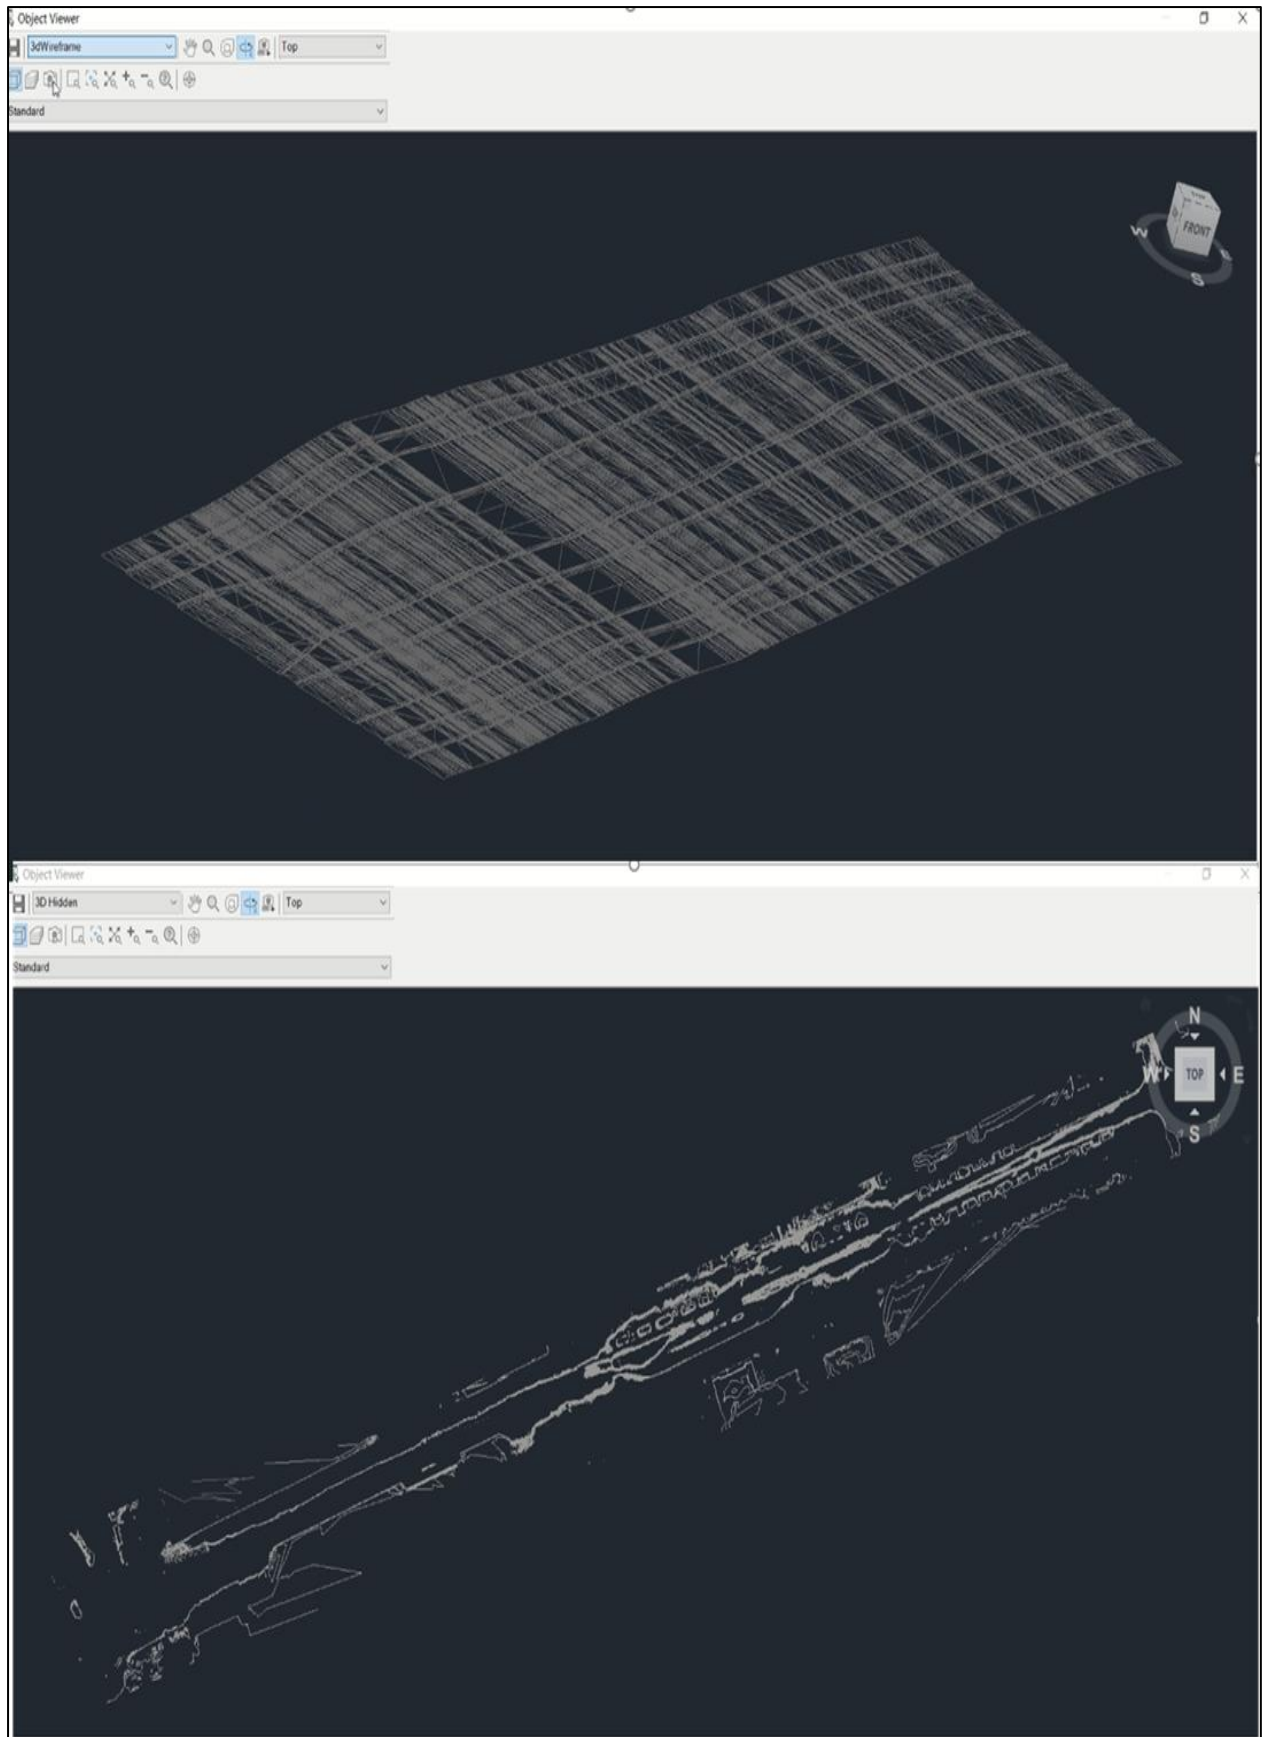 Object Viewer
3dWireframe
Top
Standard
FRONT
W
S
Object Viewer
3D Hidden
Top
Standard
N
W
TOP
E
S